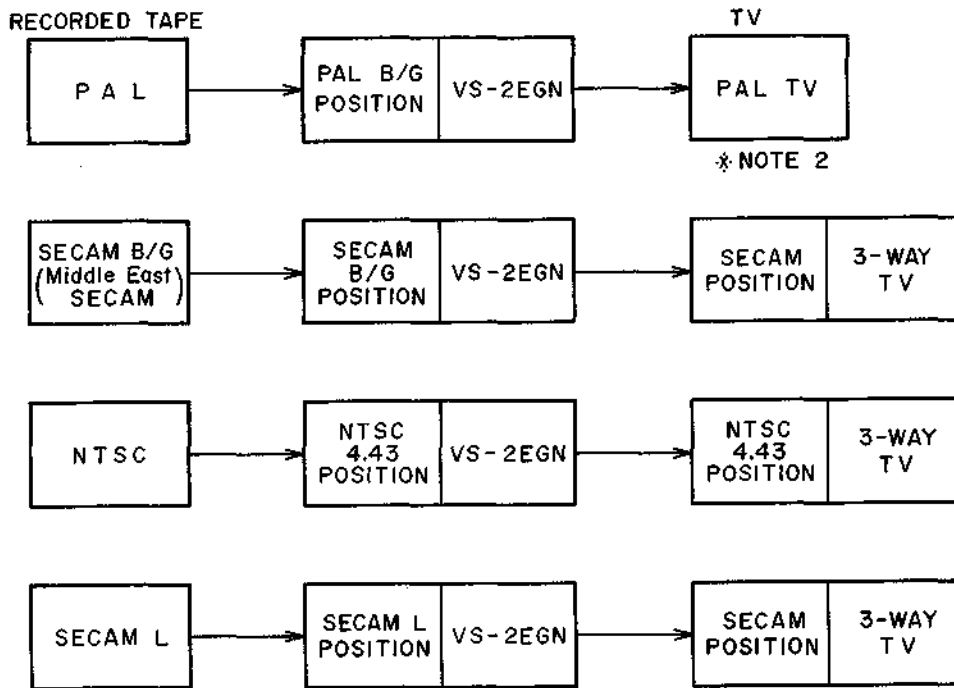 RECORDED TAPE
TV
PAL
PAL B/G
POSITION
VS-2EGN
PAL TV
※ NOTE 2
SECAM B/G
(Middle East)
SECAM
SECAM
B/G
POSITION
VS-2EGN
SECAM
POSITION
3-WAY
TV
NTSC
NTSC
4.43
POSITION
VS-2EGN
NTSC
4.43
POSITION
3-WAY
TV
SECAM L
SECAM L
POSITION
VS-2EGN
SECAM
POSITION
3-WAY
TV